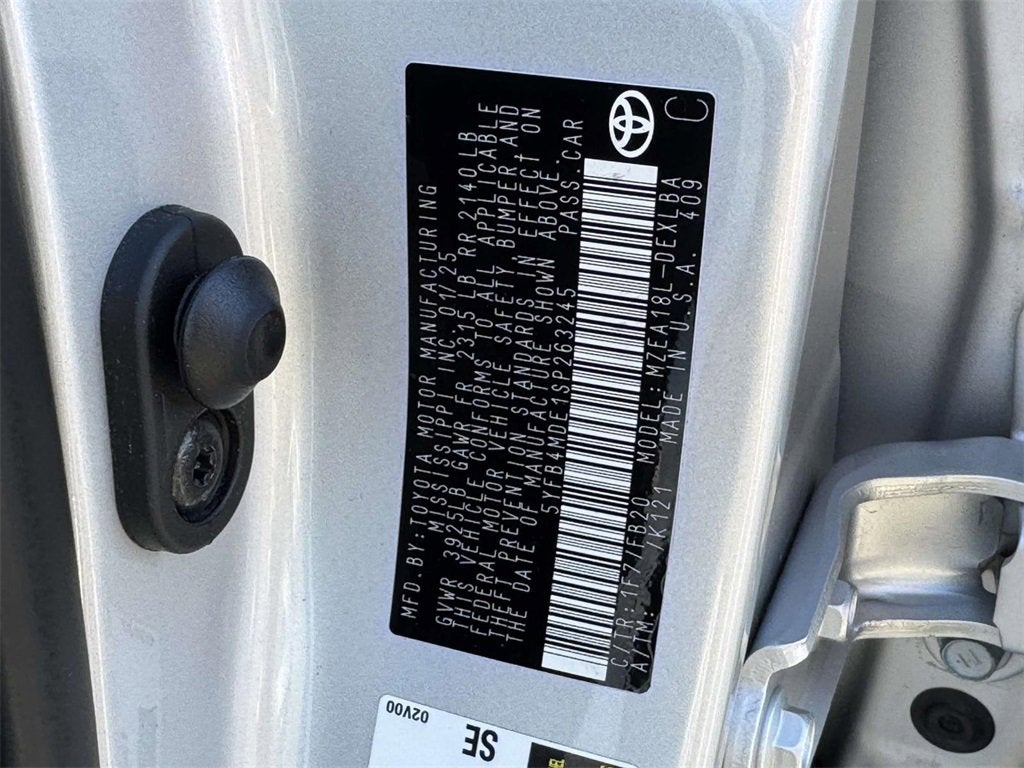 MFD.BY:TOYOTA MOTOR MANUFACTURING
MISSISSIPPI INC.01/25
GVWR 3925LB GAWR FR 2315 LB RR 2140LB
THIS VEHICLE CONFORMS TO ALL APPLICABLE
FEDERAL MOTOR VEHICLE SAFETY BUMPER,AND
THEFT PREVENTION STANDARDS IN EFFECT ON
THE DATE OF MANUFACTURE SHOWN ABOVE.
5YFB4MDE1SP263245 PASS.CAR
C/TR:1F7/FB20 MODEL:MZEA18L-DEXLBA
A/TM: /K121 MADE IN U.S.A. 409
C
02V00
SE